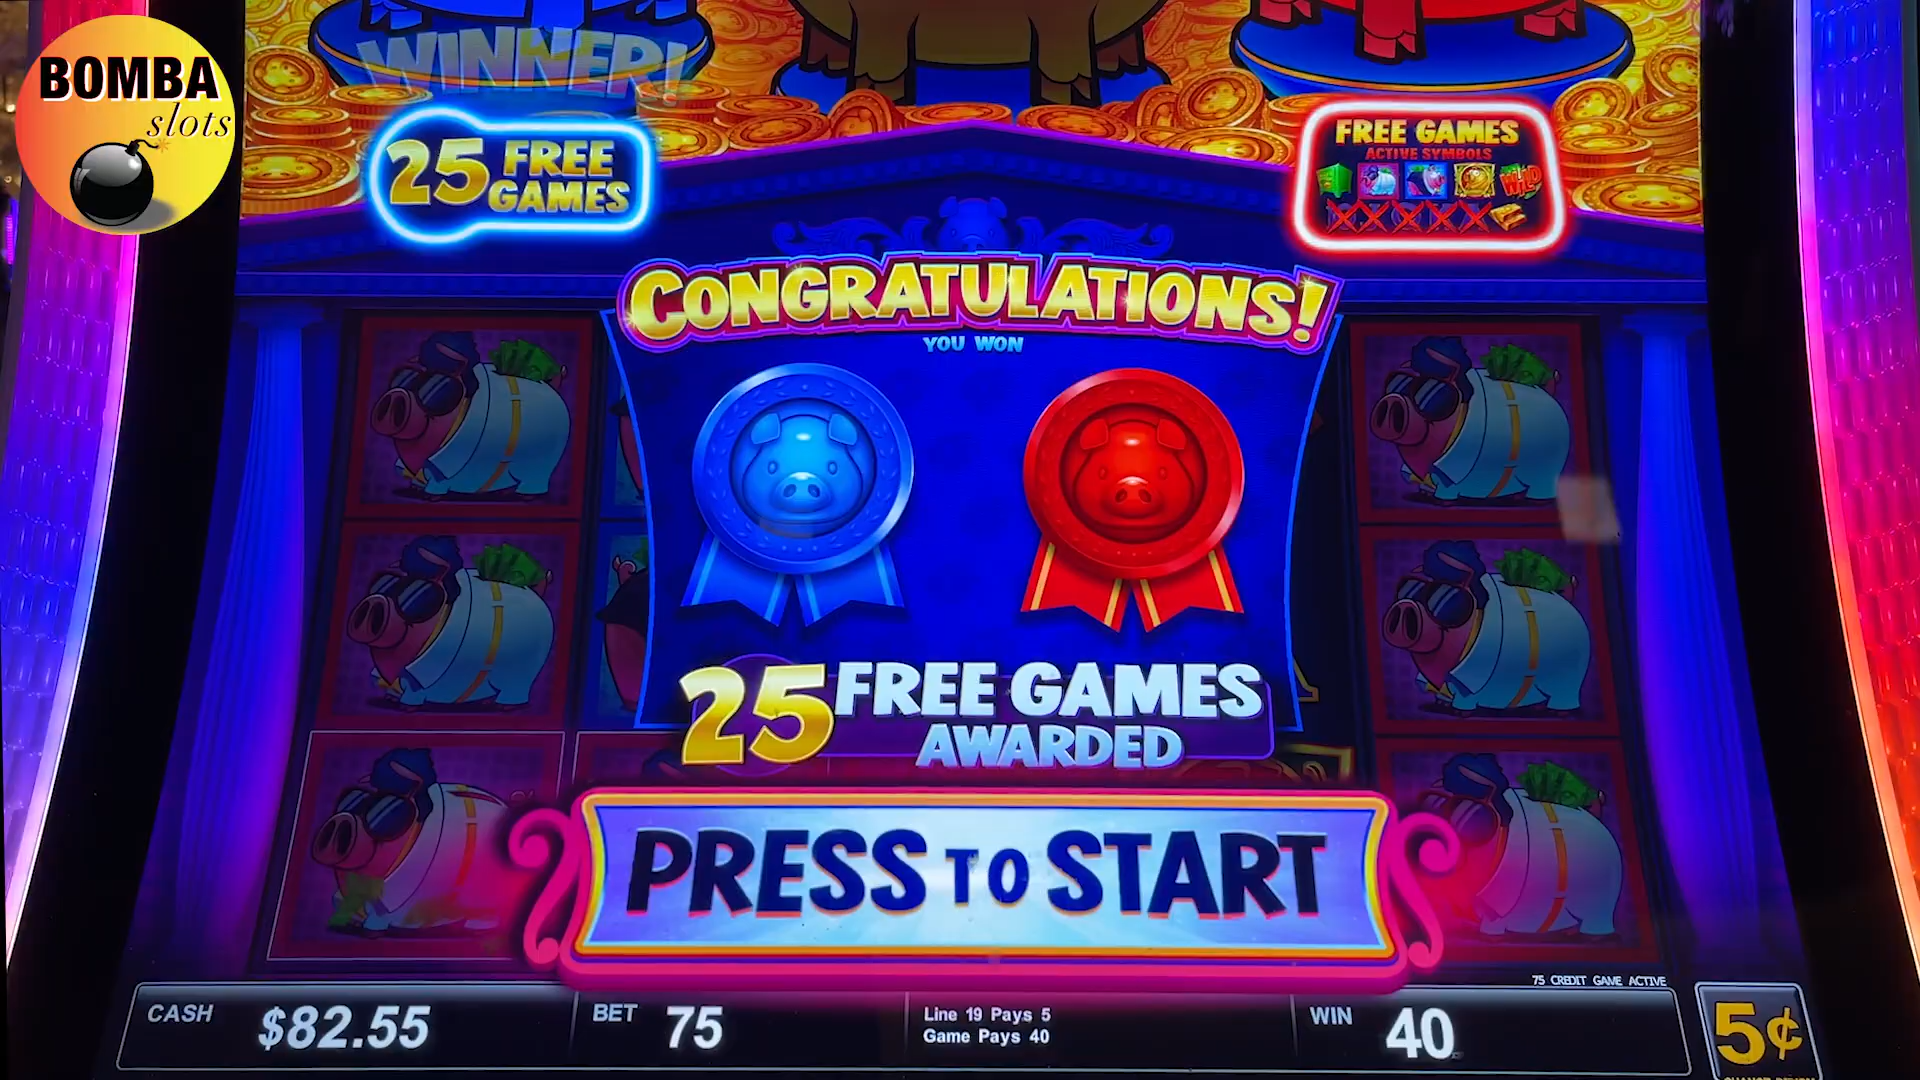 BOMBA
slots
WINNER!
25 FREE
GAMES
FREE GAMES
ACTIVE SYMBOLS
WILD
CONGRATULATIONS!
YOU WON
25 FREE GAMES
AWARDED
PRESS TO START
75 CREDIT GAME ACTIVE
CASH $82.55
BET 75
Line 19 Pays 5
Game Pays 40
WIN 40
5¢